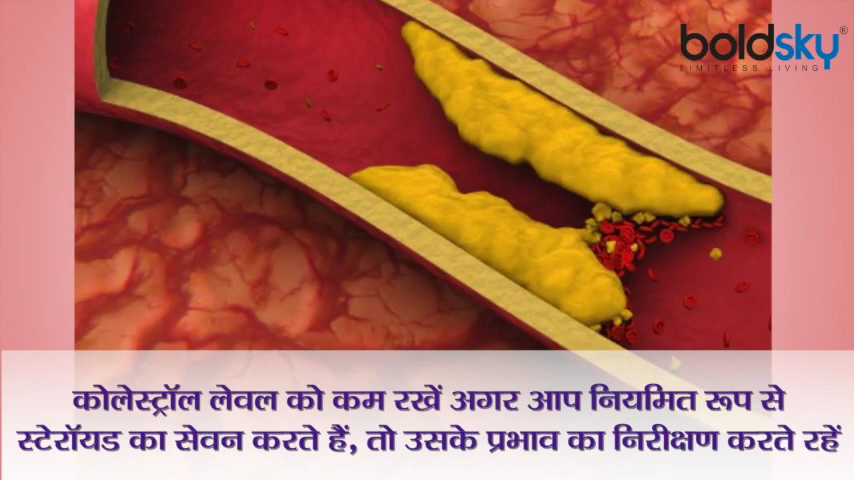 boldsky®
LIMITLESS LIVING
कोलेस्ट्रॉल लेवल को कम रखें अगर आप नियमित रूप से
स्टेरॉयड का सेवन करते हैं, तो उसके प्रभाव का निरीक्षण करते रहें